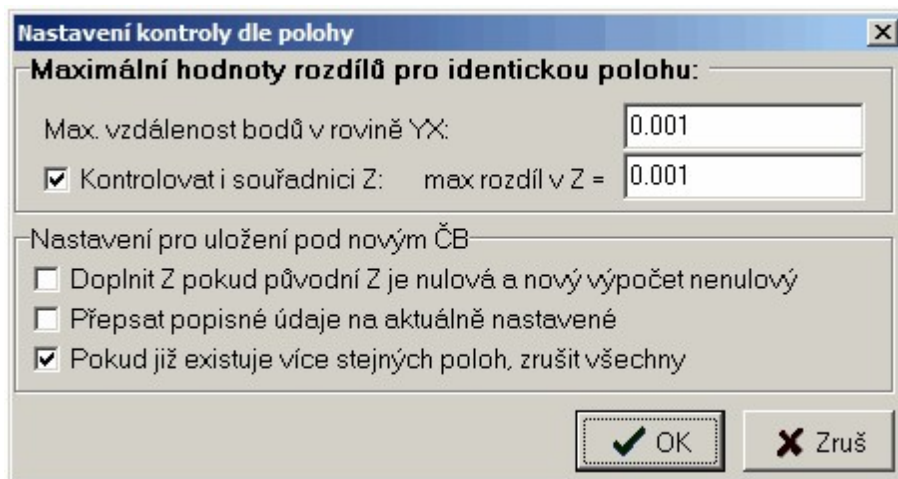 Nastavení kontroly dle polohy
Maximální hodnoty rozdílů pro identickou polohu:
Max. vzdálenost bodů v rovině YX: 0.001
Kontrolovat i souřadnici Z: max rozdíl v Z = 0.001
Nastavení pro uložení pod novým ČB
Doplnit Z pokud původní Z je nulová a nový výpočet nenulový
Přepsat popisné údaje na aktuálně nastavené
Pokud již existuje více stejných poloh, zrušit všechny
OK Zruš